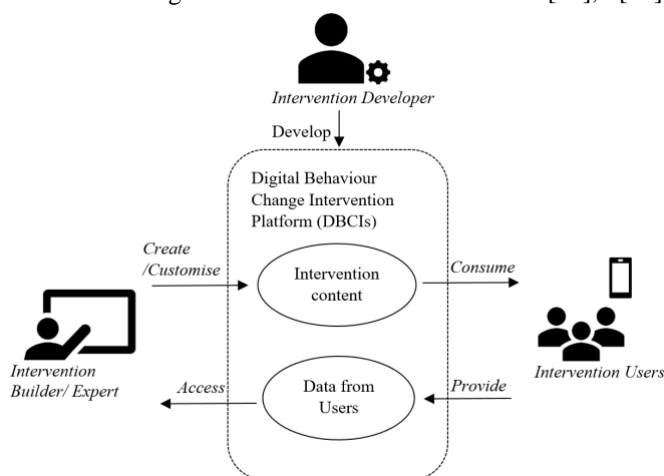 Intervention Developer
Develop
Digital Behaviour
Change Intervention
Platform (DBCIs)
Create
/Customise
Intervention
content
Consume
Intervention
Builder/ Expert
Access
Data from
Users
Provide
Intervention Users